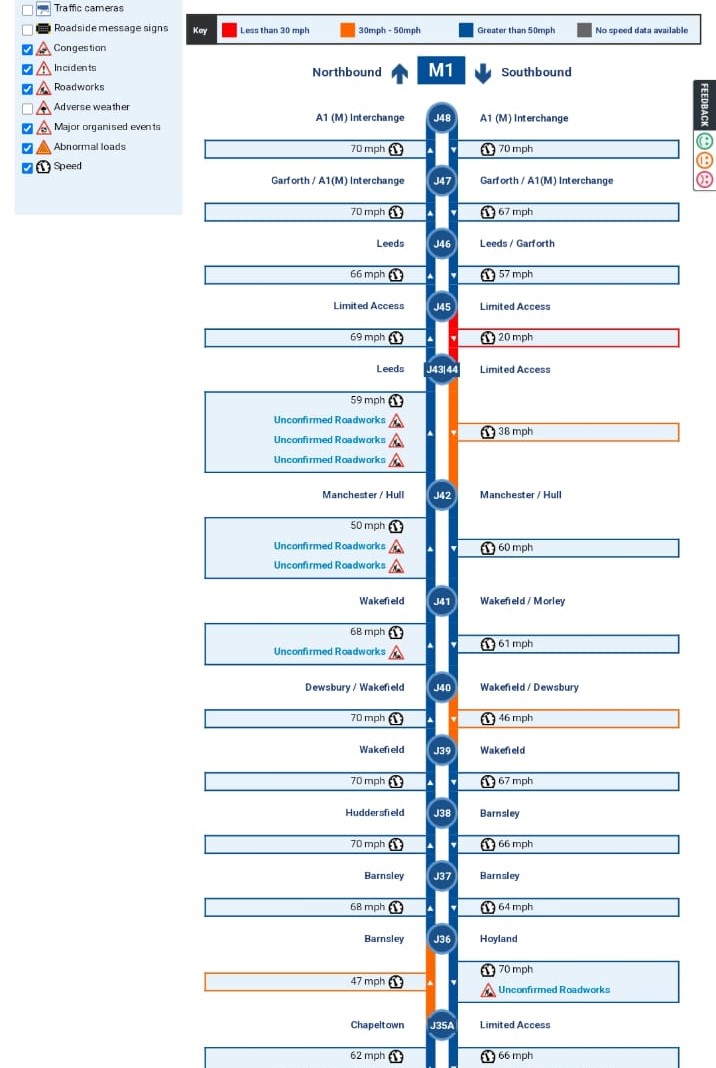 Traffic cameras
Roadside message signs
Congestion
Incidents
Roadworks
Adverse weather
Major organised events
Abnormal loads
Speed
Key Less than 30 mph 30mph - 50mph Greater than 50mph No speed data available
Northbound M1 Southbound
FEEDBACK
A1 (M) Interchange J48 A1 (M) Interchange
70 mph 70 mph
Garforth / A1(M) Interchange J47 Garforth / A1(M) Interchange
70 mph 67 mph
Leeds J46 Leeds / Garforth
66 mph 57 mph
Limited Access J45 Limited Access
69 mph 20 mph
Leeds J43|44 Limited Access
59 mph
Unconfirmed Roadworks
38 mph
Unconfirmed Roadworks
Unconfirmed Roadworks
Manchester / Hull J42 Manchester / Hull
50 mph
Unconfirmed Roadworks 60 mph
Unconfirmed Roadworks
Wakefield J41 Wakefield / Morley
68 mph 61 mph
Unconfirmed Roadworks
Dewsbury / Wakefield J40 Wakefield / Dewsbury
70 mph 46 mph
Wakefield J39 Wakefield
70 mph 67 mph
Huddersfield J38 Barnsley
70 mph 66 mph
Barnsley J37 Barnsley
68 mph 64 mph
Barnsley J36 Hoyland
70 mph
47 mph
Unconfirmed Roadworks
Chapeltown J35A Limited Access
62 mph 66 mph